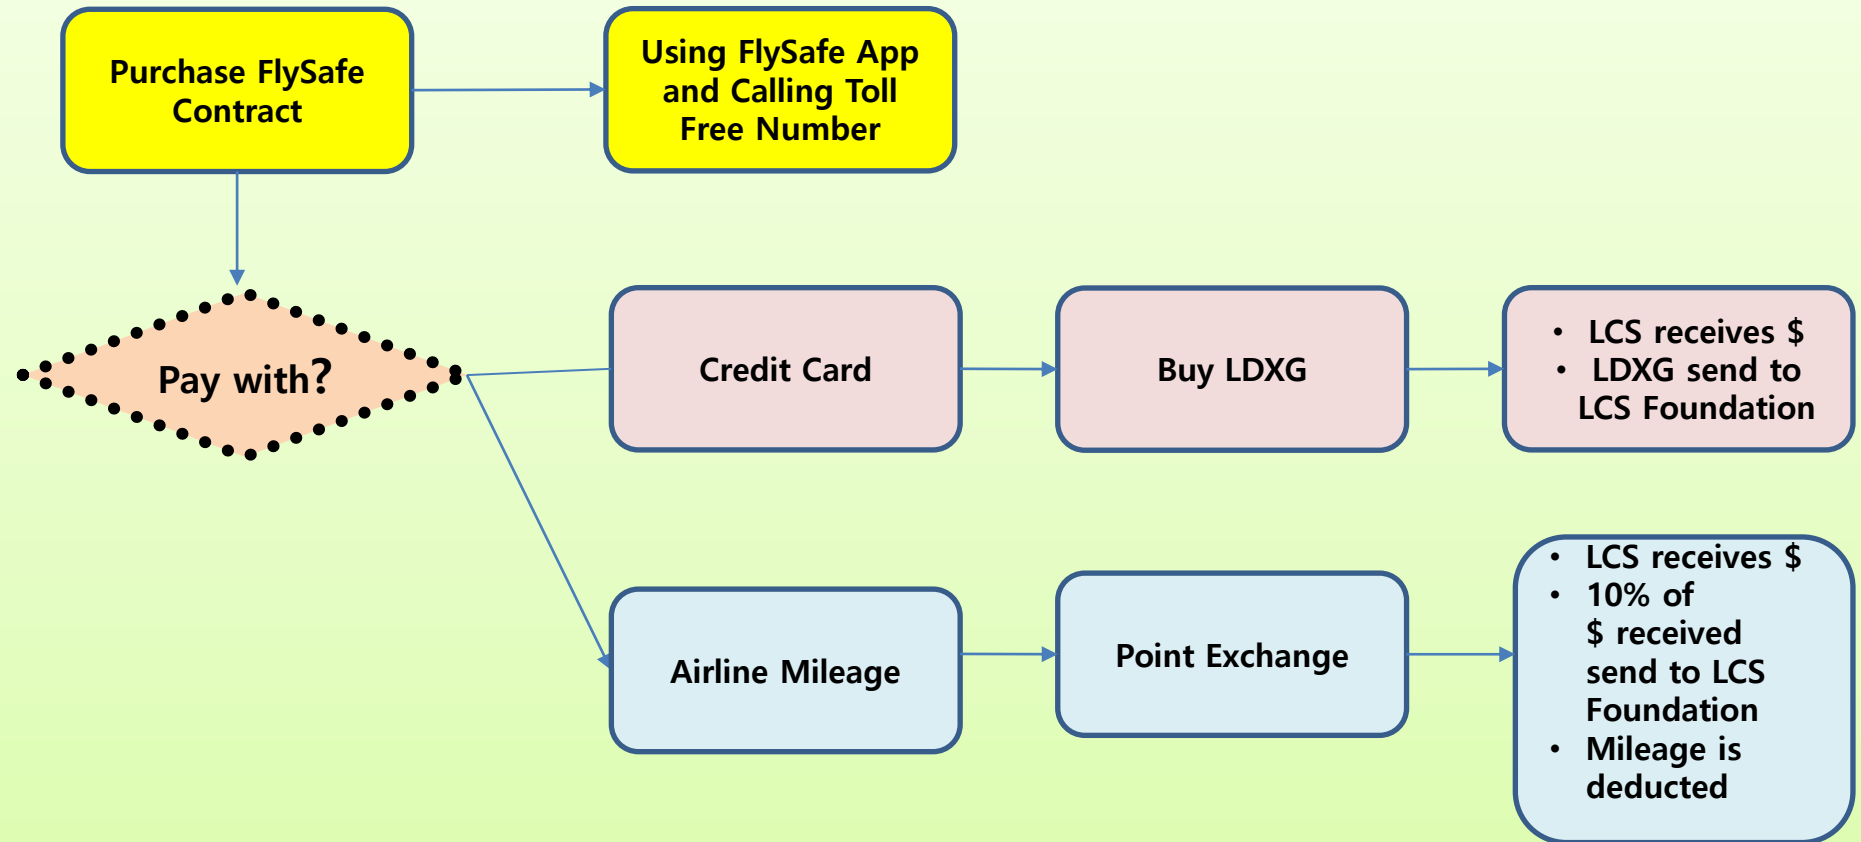 Purchase FlySafe
Contract
Using FlySafe App
and Calling Toll
Free Number
Pay with?
Credit Card
Buy LDXG
• LCS receives $
• LDXG send to
LCS Foundation
Airline Mileage
Point Exchange
• LCS receives $
• 10% of
$ received
send to LCS
Foundation
• Mileage is
deducted